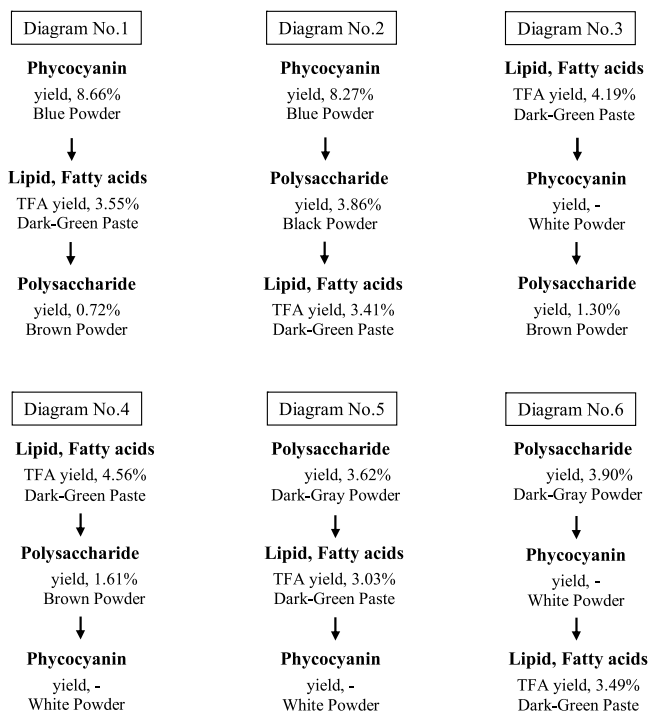 Diagram No.1
Phycocyanin
yield, 8.66%
Blue Powder
Lipid, Fatty acids
TFA yield, 3.55%
Dark-Green Paste
Polysaccharide
yield, 0.72%
Brown Powder
Diagram No.2
Phycocyanin
yield, 8.27%
Blue Powder
Polysaccharide
yield, 3.86%
Black Powder
Lipid, Fatty acids
TFA yield, 3.41%
Dark-Green Paste
Diagram No.3
Lipid, Fatty acids
TFA yield, 4.19%
Dark-Green Paste
Phycocyanin
yield, -
White Powder
Polysaccharide
yield, 1.30%
Brown Powder
Diagram No.4
Lipid, Fatty acids
TFA yield, 4.56%
Dark-Green Paste
Polysaccharide
yield, 1.61%
Brown Powder
Phycocyanin
yield, -
White Powder
Diagram No.5
Polysaccharide
yield, 3.62%
Dark-Gray Powder
Lipid, Fatty acids
TFA yield, 3.03%
Dark-Green Paste
Phycocyanin
yield, -
White Powder
Diagram No.6
Polysaccharide
yield, 3.90%
Dark-Gray Powder
Phycocyanin
yield, -
White Powder
Lipid, Fatty acids
TFA yield, 3.49%
Dark-Green Paste